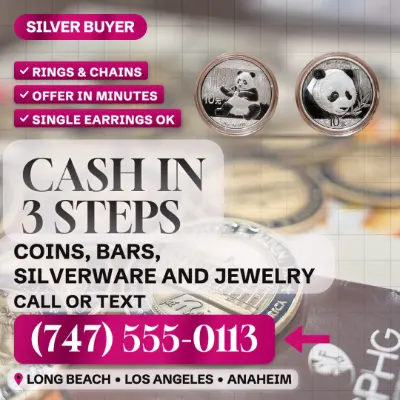 SILVER BUYER
RINGS & CHAINS
OFFER IN MINUTES
SINGLE EARRINGS OK
CASH IN
3 STEPS
COINS, BARS,
SILVERWARE AND JEWELRY
CALL OR TEXT
(747) 555-0113
LONG BEACH • LOS ANGELES • ANAHEIM